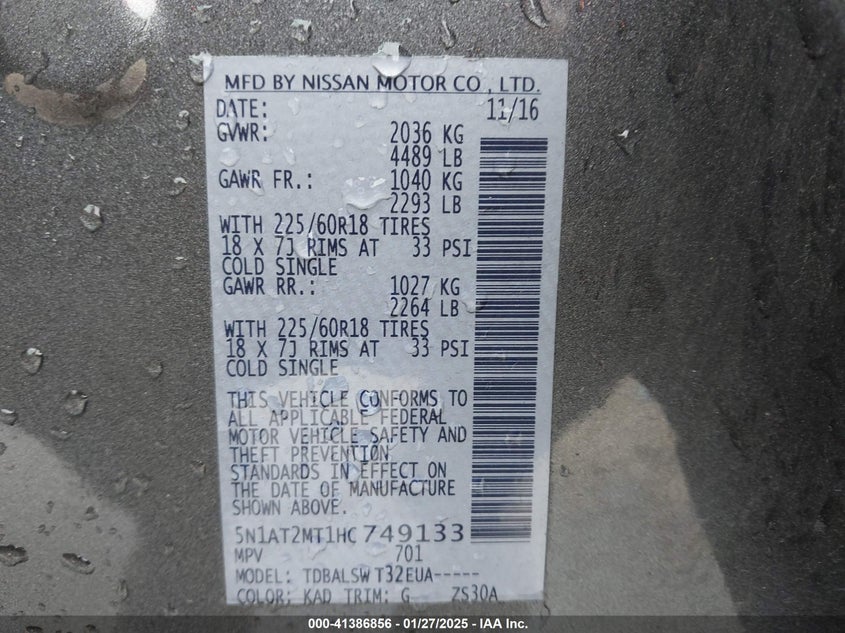 MFD BY NISSAN MOTOR CO., LTD.
DATE: 11/16
GVWR: 2036 KG
4489 LB
GAWR FR.: 1040 KG
2293 LB
WITH 225/60R18 TIRES
18 X 7J RIMS AT 33 PSI
COLD SINGLE
GAWR RR.: 1027 KG
2264 LB
WITH 225/60R18 TIRES
18 X 7J RIMS AT 33 PSI
COLD SINGLE
THIS VEHICLE CONFORMS TO
ALL APPLICABLE FEDERAL
MOTOR VEHICLE SAFETY AND
THEFT PREVENTION
STANDARDS IN EFFECT ON
THE DATE OF MANUFACTURE
SHOWN ABOVE.
5N1AT2MT1HC749133
MPV 701
MODEL: TDBALSW T32EUA-----
COLOR: KAD TRIM: G ZS30A
000-41386856 - 01/27/2025 - IAA Inc.